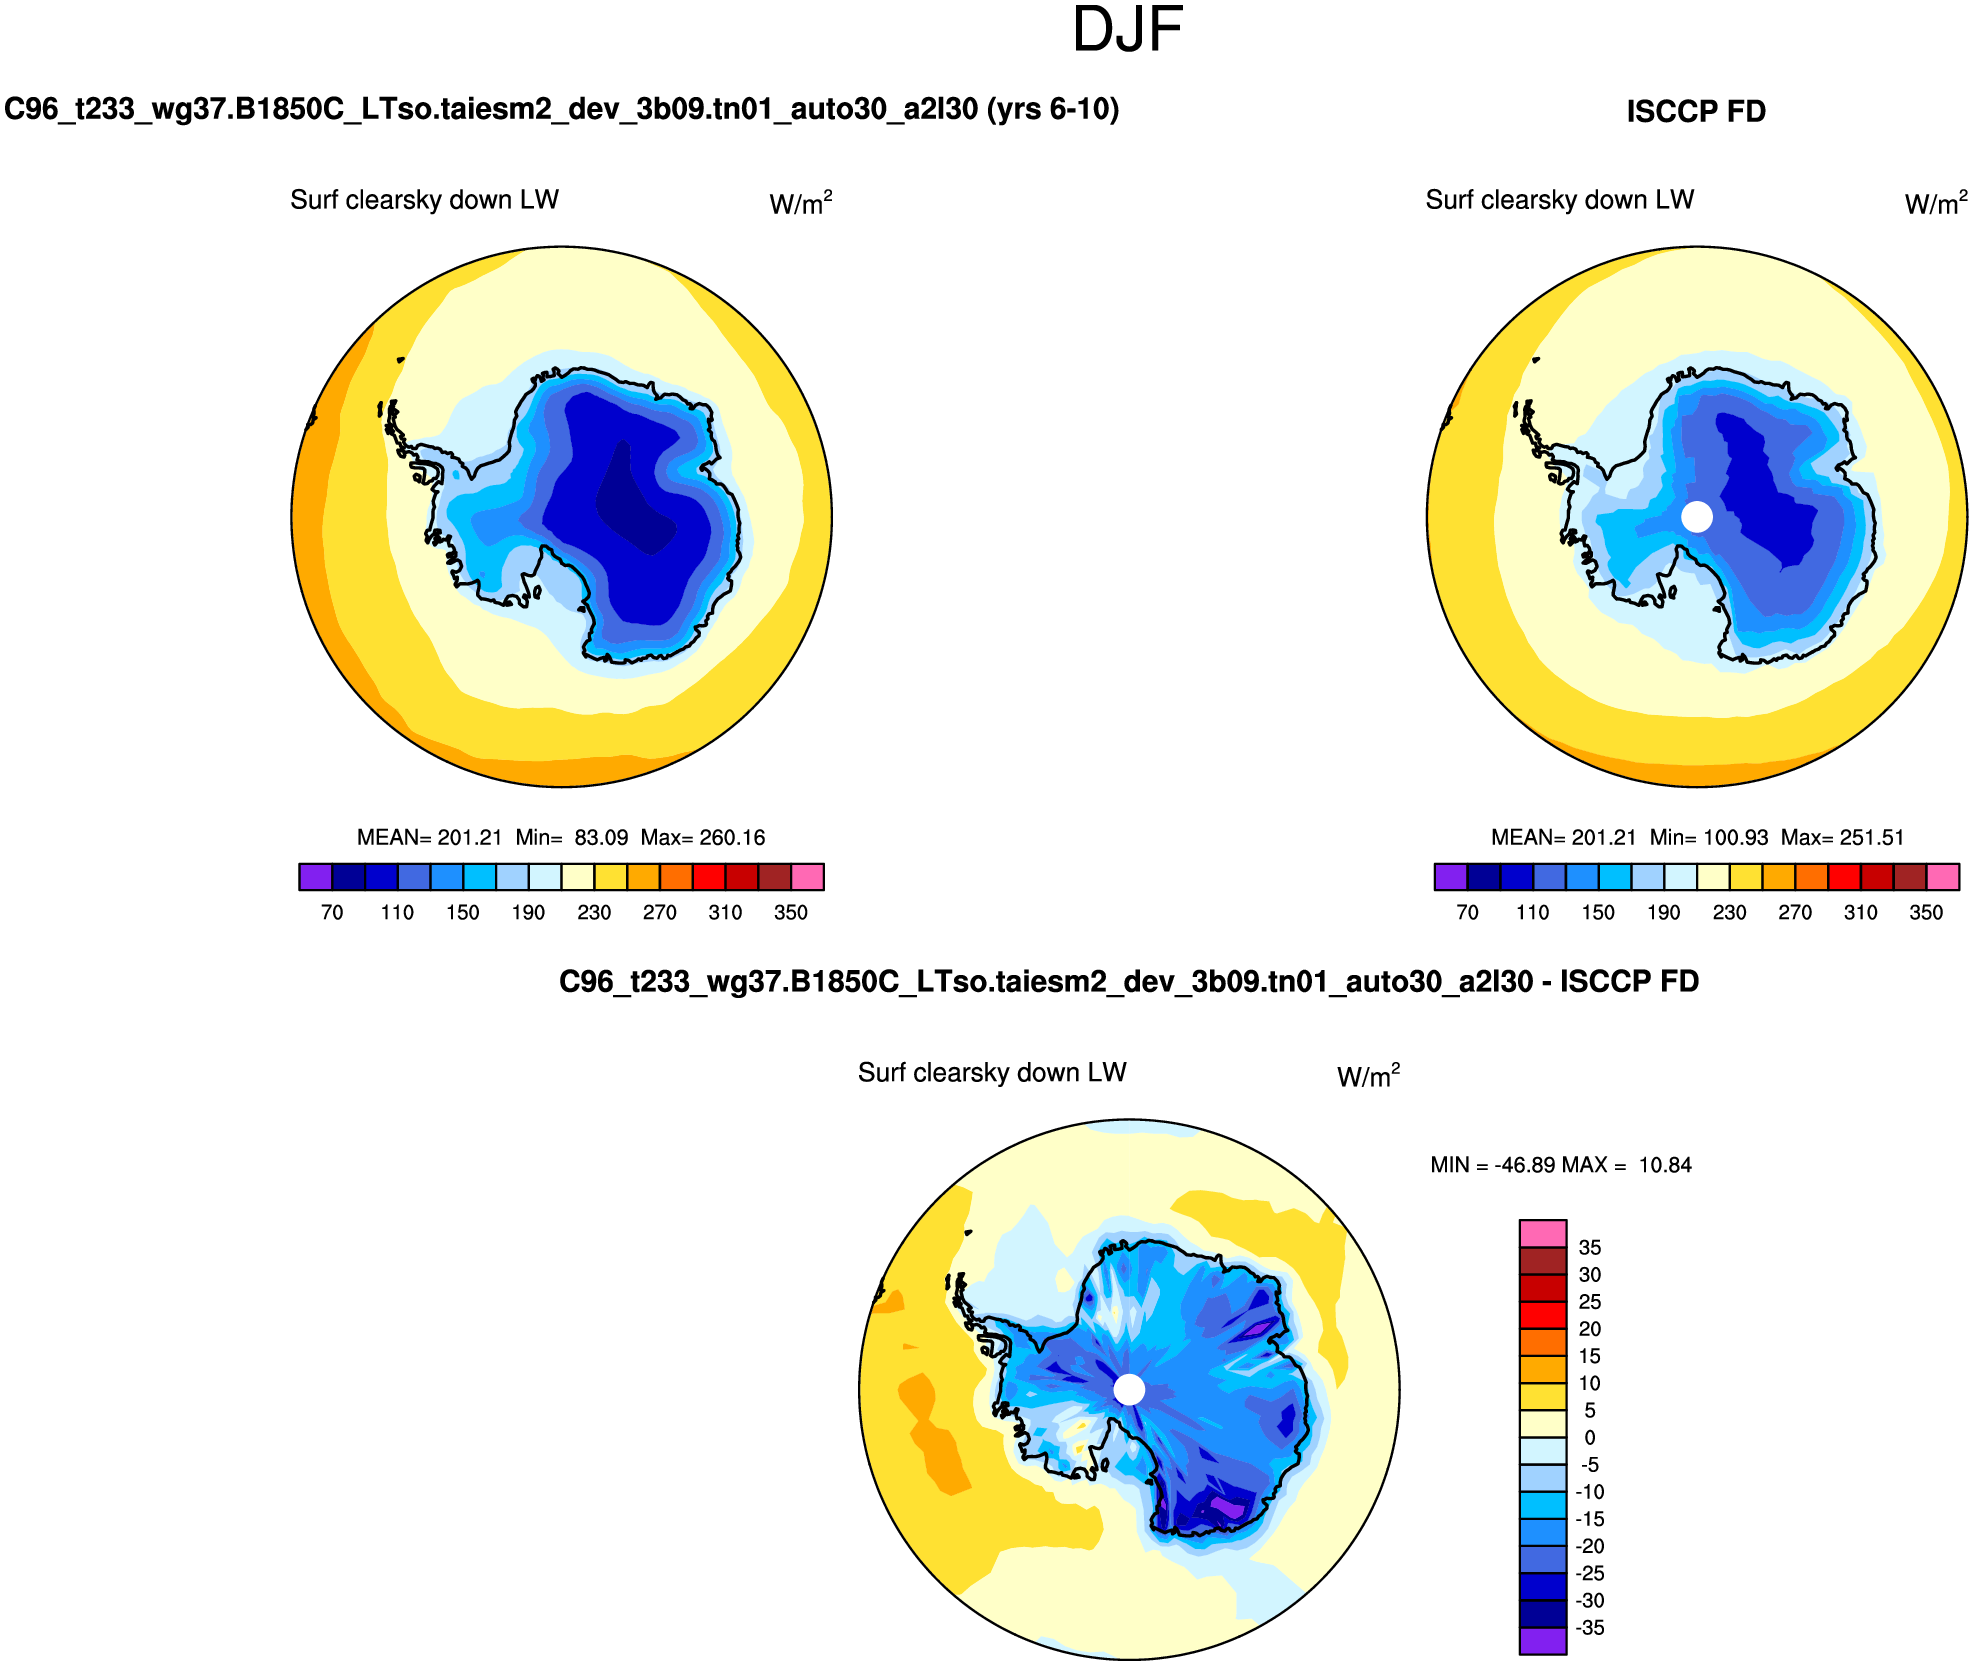 DJF
C96_t233_wg37.B1850C_LTso.taiesm2_dev_3b09.tn01_auto30_a2l30 (yrs 6-10)
ISCCP FD
Surf clearsky down LW W/m²
Surf clearsky down LW W/m²
MEAN= 201.21 Min= 83.09 Max= 260.16
70 110 150 190 230 270 310 350
MEAN= 201.21 Min= 100.93 Max= 251.51
70 110 150 190 230 270 310 350
C96_t233_wg37.B1850C_LTso.taiesm2_dev_3b09.tn01_auto30_a2l30 - ISCCP FD
Surf clearsky down LW W/m²
MIN = -46.89 MAX = 10.84
35
30
25
20
15
10
5
0
-5
-10
-15
-20
-25
-30
-35